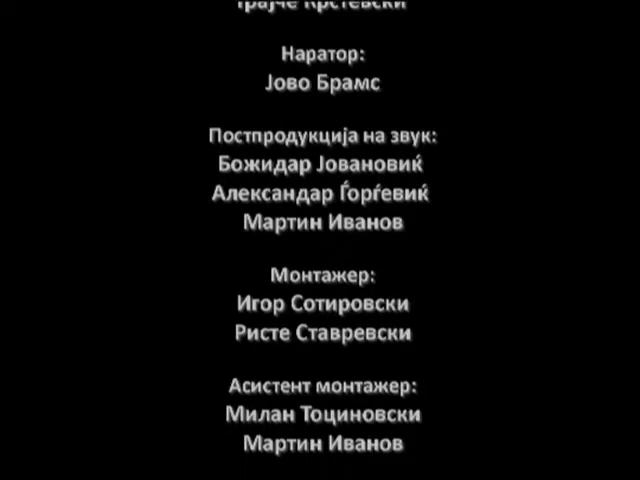 Крстевски
Наратор:
Јово Брамс
Постпродукција на звук:
Божидар Јовановиќ
Александар Ѓорѓевиќ
Мартин Иванов
Монтажер:
Игор Сотировски
Ристе Ставревски
Асистент монтажер:
Милан Тоциновски
Мартин Иванов